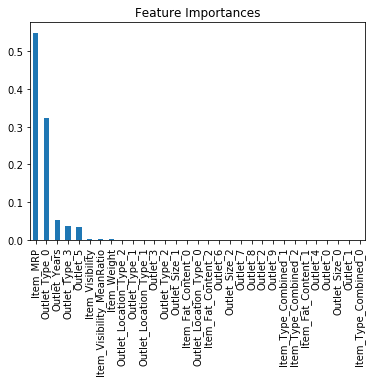 Feature Importances
0.5
0.4
0.3
0.2
0.1
0.0
Item_MRP
Outlet_Type_0
Outlet_Years
Outlet_Type_3
Outlet_5
Item_Visibility
Item_Visibility_MeanRatio
Item_Weight
Outlet_Location_Type_2
Outlet_Type_1
Outlet_Location_Type_1
Outlet_3
Outlet_Type_2
Outlet_Size_1
Item_Fat_Content_0
Outlet_Location_Type_0
Item_Fat_Content_2
Outlet_6
Outlet_Size_2
Outlet_7
Outlet_8
Outlet_2
Outlet_9
Item_Type_Combined_1
Item_Type_Combined_2
Item_Fat_Content_1
Outlet_4
Outlet_0
Outlet_Size_0
Outlet_1
Item_Type_Combined_0